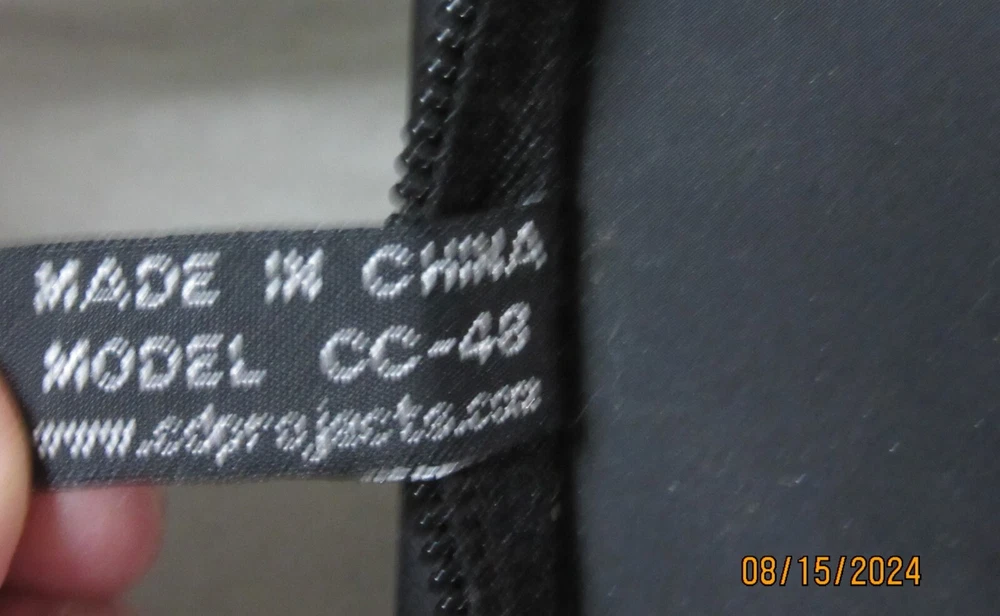 MADE IN CHINA
MODEL CC-48
www.cdprojects.com
08/15/2024